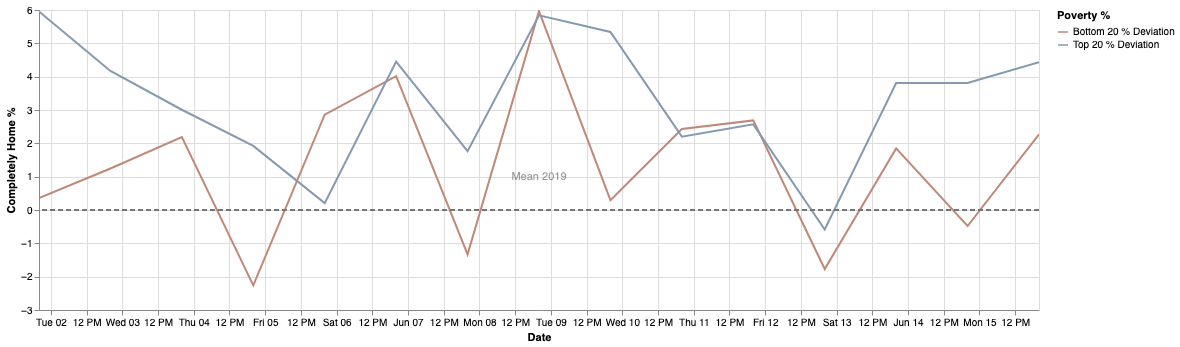 Poverty %
Bottom 20 % Deviation
Top 20 % Deviation
6
5
4
3
2
1
0
−1
−2
−3
Completely Home %
Mean 2019
Tue 02 12 PM Wed 03 12 PM Thu 04 12 PM Fri 05 12 PM Sat 06 12 PM Jun 07 12 PM Mon 08 12 PM Tue 09 12 PM Wed 10 12 PM Thu 11 12 PM Fri 12 12 PM Sat 13 12 PM Jun 14 12 PM Mon 15 12 PM
Date